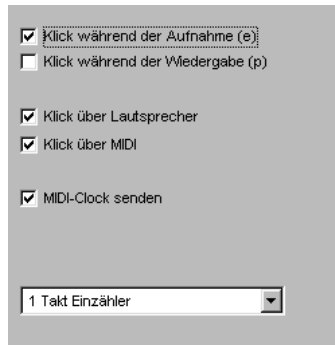 Klick während der Aufnahme (e)
Klick während der Wiedergabe (p)
Klick über Lautsprecher
Klick über MIDI
MIDI-Clock senden
1 Takt Einzähler